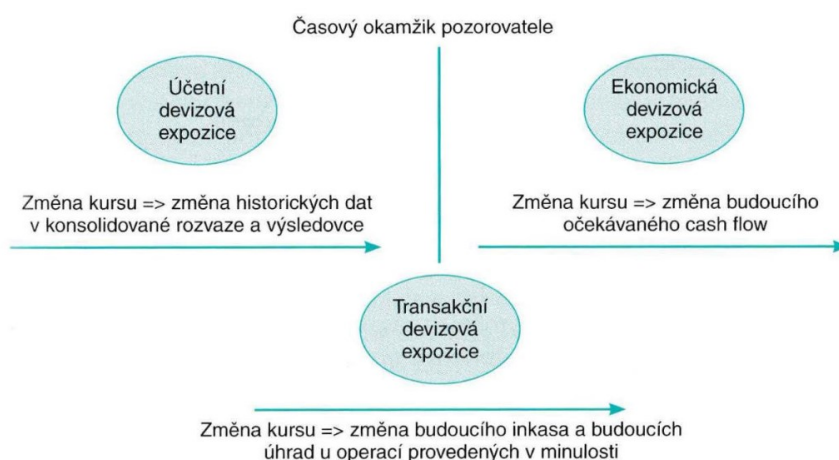 Časový okamžik pozorovatele
Účetní
devizová
expozice
Ekonomická
devizová
expozice
Změna kursu => změna historických dat
v konsolidované rozvaze a výsledovce
Změna kursu => změna budoucího
očekávaného cash flow
Transakční
devizová
expozice
Změna kursu => změna budoucího inkasa a budoucích
úhrad u operací provedených v minulosti